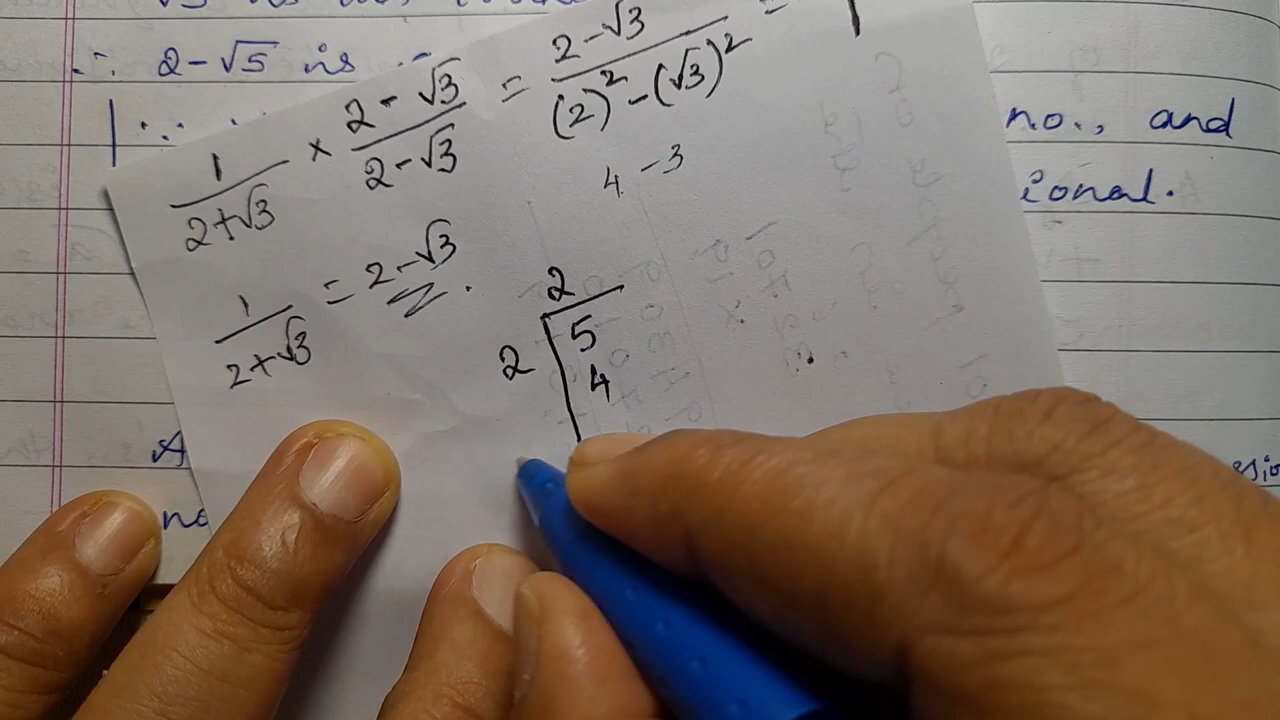 ∴ 2-√5 is
no., and
ional.
1/(2+√3) × (2-√3)/(2-√3) = (2-√3)/((2)²-(√3)²) =
4-3
1/(2+√3) = 2-√3.
2
2 5
4
A
no